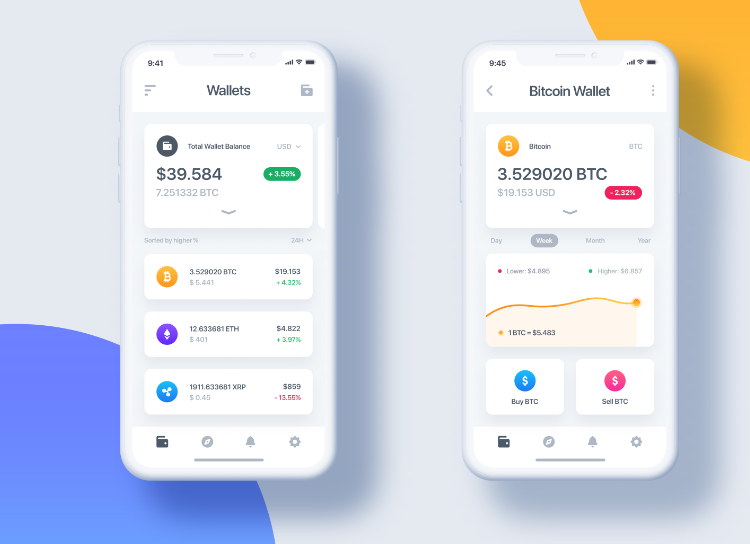 9:41
Wallets
Total Wallet Balance USD
$39.584 + 3.55%
7.251332 BTC
Sorted by higher % 24H
3.529020 BTC $19.153
$ 5.441 + 4.32%
12.633681 ETH $4.822
$ 401 + 3.97%
1911.633681 XRP $859
$ 0.45 - 13.55%
9:45
Bitcoin Wallet
Bitcoin BTC
3.529020 BTC
$19.153 USD - 2.32%
Day Week Month Year
Lower: $4.895 Higher: $6.857
1 BTC = $5.483
Buy BTC Sell BTC